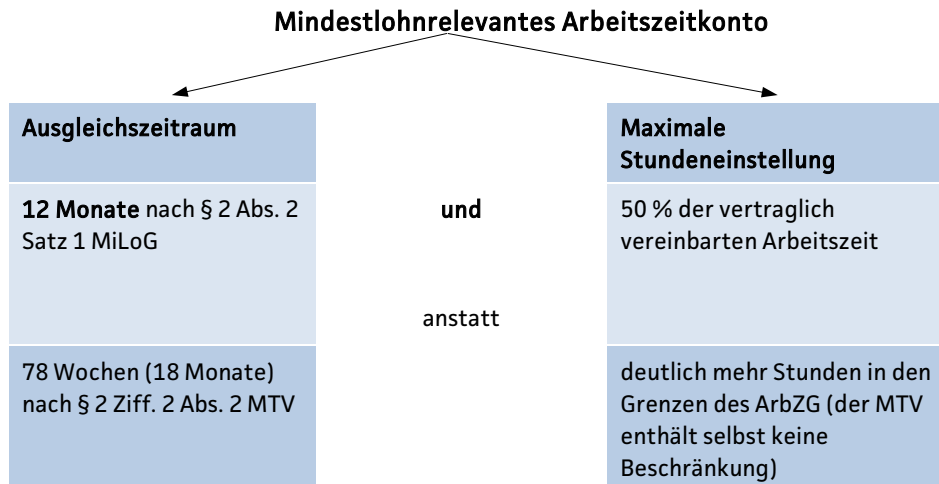 Mindestlohnrelevantes Arbeitszeitkonto
Ausgleichszeitraum
Maximale
Stundeneinstellung
12 Monate nach § 2 Abs. 2
Satz 1 MiLoG
und
50 % der vertraglich
vereinbarten Arbeitszeit
anstatt
78 Wochen (18 Monate)
nach § 2 Ziff. 2 Abs. 2 MTV
deutlich mehr Stunden in den
Grenzen des ArbZG (der MTV
enthält selbst keine
Beschränkung)